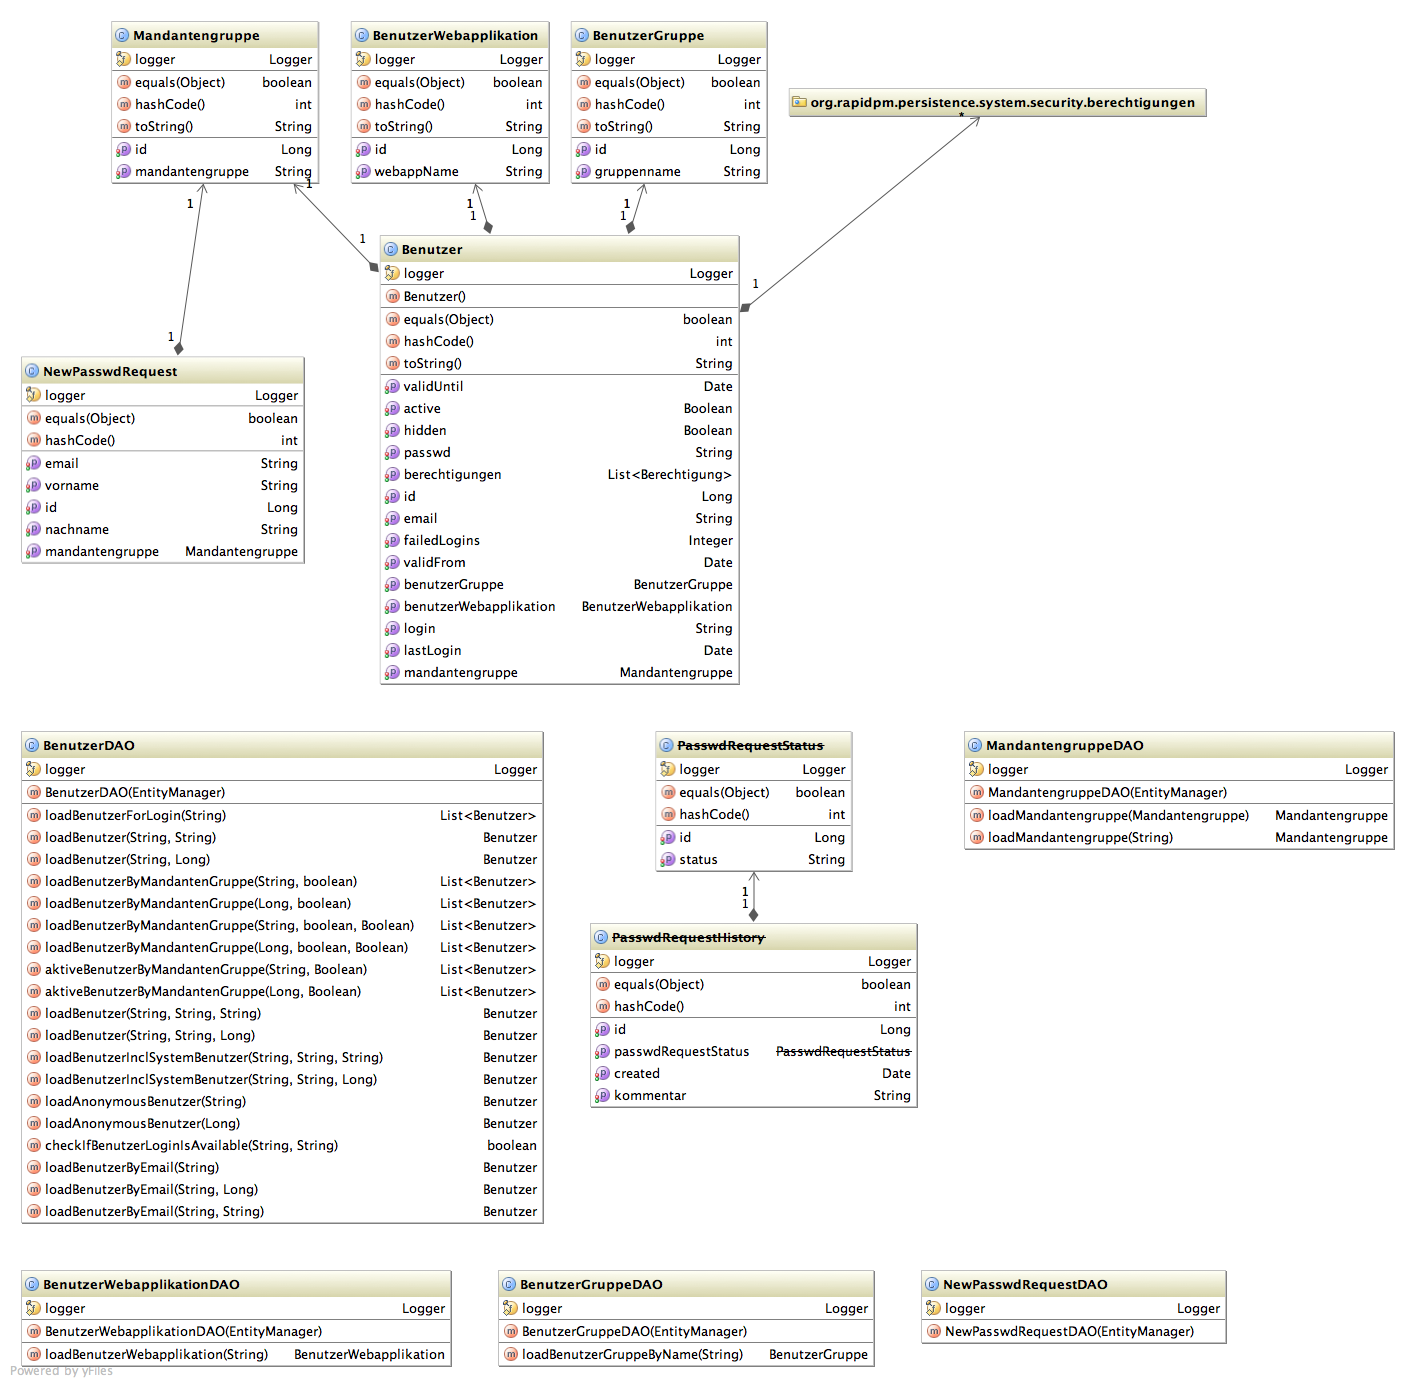 Mandantengruppe
logger Logger
equals(Object) boolean
hashCode() int
toString() String
id Long
mandantengruppe String
BenutzerWebapplikation
logger Logger
equals(Object) boolean
hashCode() int
toString() String
id Long
webappName String
BenutzerGruppe
logger Logger
equals(Object) boolean
hashCode() int
toString() String
id Long
gruppenname String
org.rapidpm.persistence.system.security.berechtigungen
*
1
1
1
1
1
1
1
1
1
Benutzer
logger Logger
Benutzer()
equals(Object) boolean
hashCode() int
toString() String
validUntil Date
active Boolean
hidden Boolean
passwd String
berechtigungen List<Berechtigung>
id Long
email String
failedLogins Integer
validFrom Date
benutzerGruppe BenutzerGruppe
benutzerWebapplikation BenutzerWebapplikation
login String
lastLogin Date
mandantengruppe Mandantengruppe
NewPasswdRequest
logger Logger
equals(Object) boolean
hashCode() int
email String
vorname String
id Long
nachname String
mandantengruppe Mandantengruppe
BenutzerDAO
logger Logger
BenutzerDAO(EntityManager)
loadBenutzerForLogin(String) List<Benutzer>
loadBenutzer(String, String) Benutzer
loadBenutzer(String, Long) Benutzer
loadBenutzerByMandantenGruppe(String, boolean) List<Benutzer>
loadBenutzerByMandantenGruppe(Long, boolean) List<Benutzer>
loadBenutzerByMandantenGruppe(String, boolean, Boolean) List<Benutzer>
loadBenutzerByMandantenGruppe(Long, boolean, Boolean) List<Benutzer>
aktiveBenutzerByMandantenGruppe(String, Boolean) List<Benutzer>
aktiveBenutzerByMandantenGruppe(Long, Boolean) List<Benutzer>
loadBenutzer(String, String, String) Benutzer
loadBenutzer(String, String, Long) Benutzer
loadBenutzerInclSystemBenutzer(String, String, String) Benutzer
loadBenutzerInclSystemBenutzer(String, String, Long) Benutzer
loadAnonymousBenutzer(String) Benutzer
loadAnonymousBenutzer(Long) Benutzer
checkIfBenutzerLoginIsAvailable(String, String) boolean
loadBenutzerByEmail(String) Benutzer
loadBenutzerByEmail(String, Long) Benutzer
loadBenutzerByEmail(String, String) Benutzer
PasswdRequestStatus
logger Logger
equals(Object) boolean
hashCode() int
id Long
status String
1
1
PasswdRequestHistory
logger Logger
equals(Object) boolean
hashCode() int
id Long
passwdRequestStatus PasswdRequestStatus
created Date
kommentar String
MandantengruppeDAO
logger Logger
MandantengruppeDAO(EntityManager)
loadMandantengruppe(Mandantengruppe) Mandantengruppe
loadMandantengruppe(String) Mandantengruppe
BenutzerWebapplikationDAO
logger Logger
BenutzerWebapplikationDAO(EntityManager)
loadBenutzerWebapplikation(String) BenutzerWebapplikation
BenutzerGruppeDAO
logger Logger
BenutzerGruppeDAO(EntityManager)
loadBenutzerGruppeByName(String) BenutzerGruppe
NewPasswdRequestDAO
logger Logger
NewPasswdRequestDAO(EntityManager)
Powered by yFiles